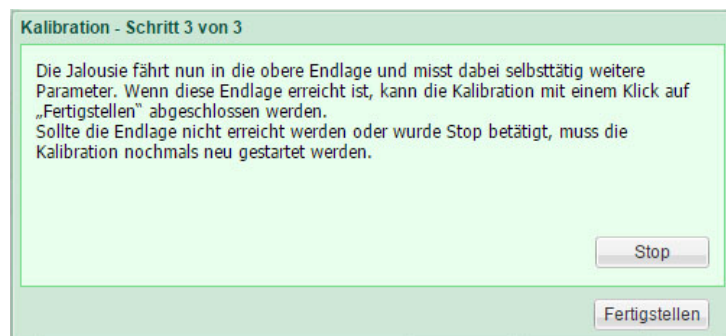 Kalibration - Schritt 3 von 3
Die Jalousie fährt nun in die obere Endlage und misst dabei selbsttätig weitere
Parameter. Wenn diese Endlage erreicht ist, kann die Kalibration mit einem Klick auf
„Fertigstellen“ abgeschlossen werden.
Sollte die Endlage nicht erreicht werden oder wurde Stop betätigt, muss die
Kalibration nochmals neu gestartet werden.
Stop
Fertigstellen